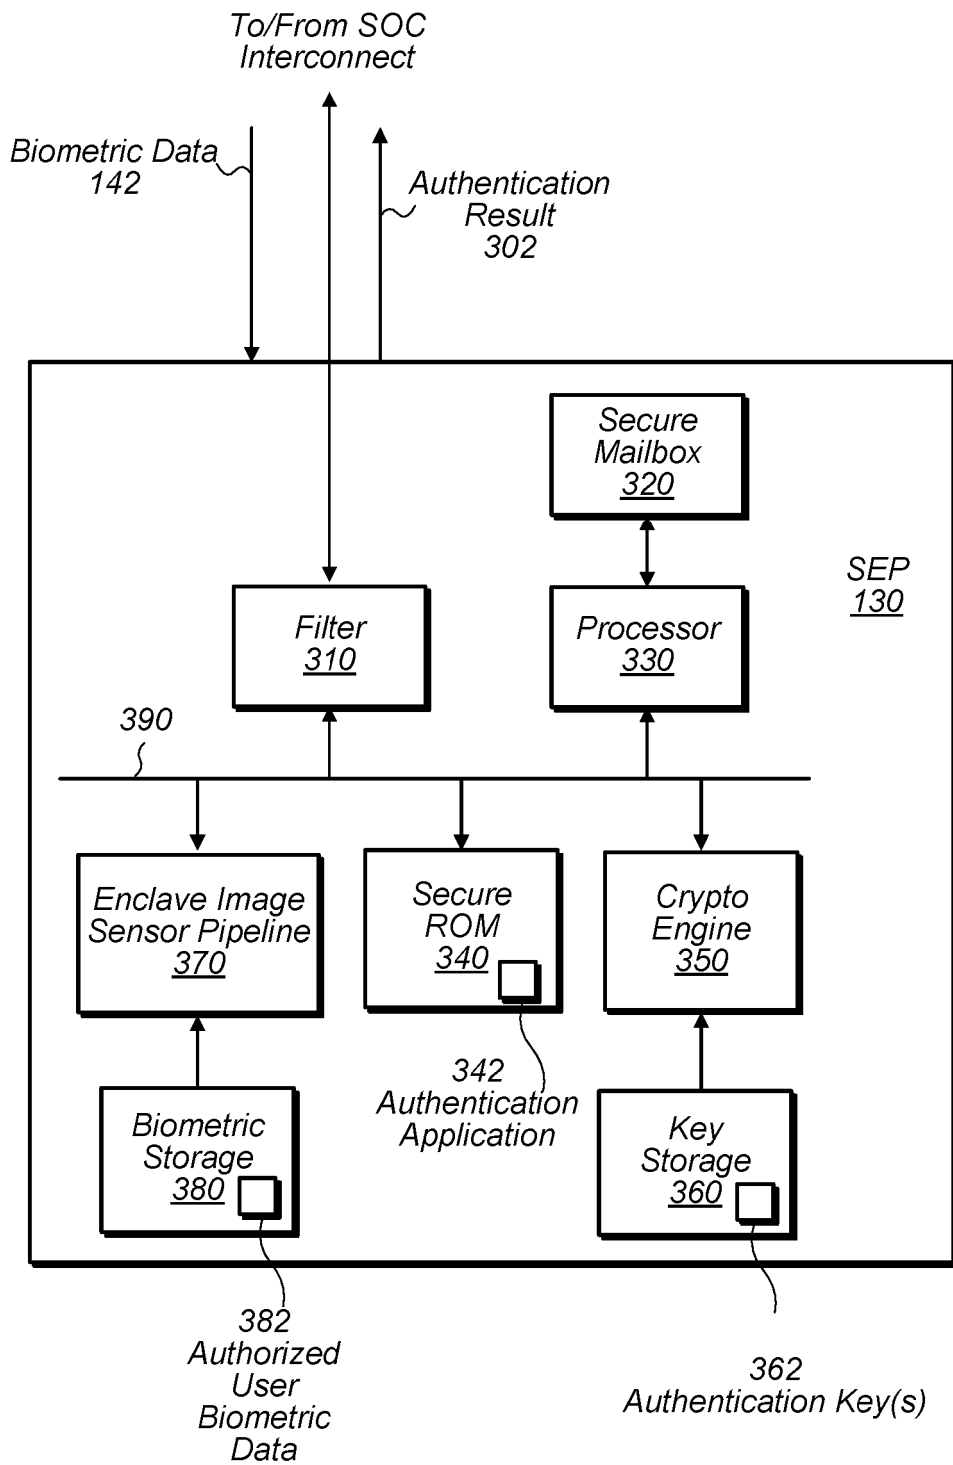 To/From SOC
Interconnect
Biometric Data
142
Authentication
Result
302
Secure
Mailbox
320
SEP
130
Filter
310
Processor
330
390
Enclave Image
Sensor Pipeline
370
Secure
ROM
340
Crypto
Engine
350
342
Authentication
Application
Biometric
Storage
380
Key
Storage
360
382
Authorized
User
Biometric
Data
362
Authentication Key(s)